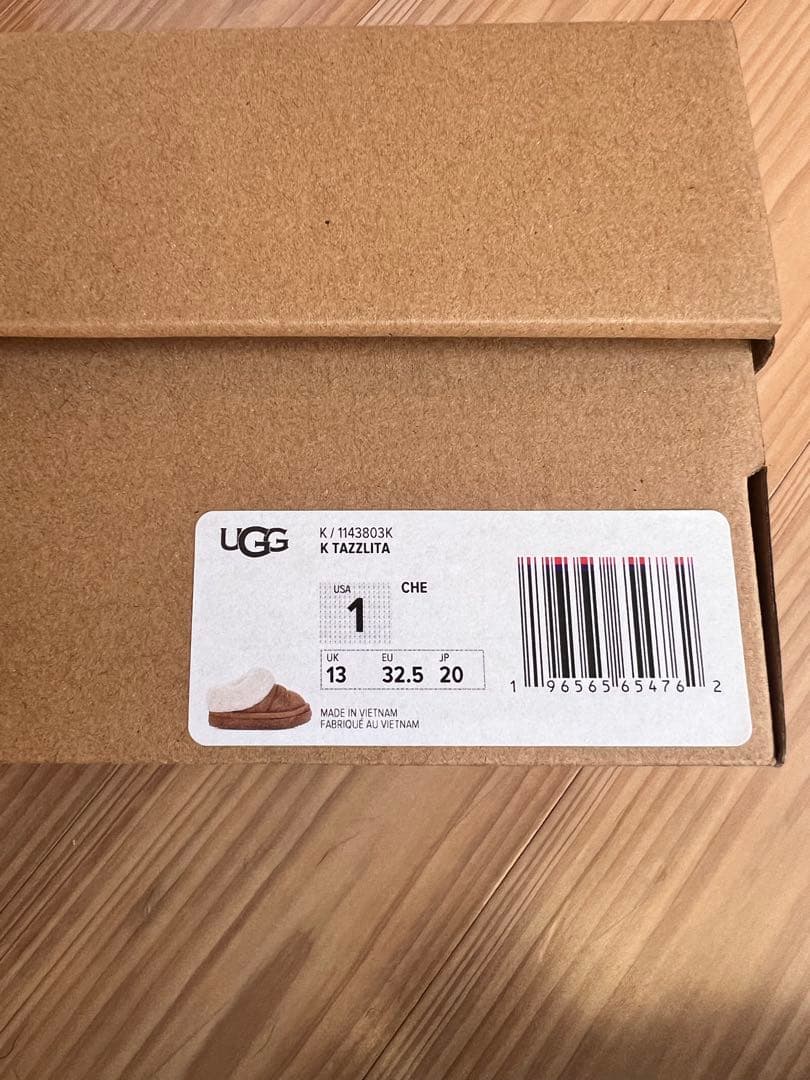 UGG
K / 1143803K
K TAZZLITA
USA
1
CHE
UK EU JP
13 32.5 20
MADE IN VIETNAM
FABRIQUÉ AU VIETNAM
1 96565 65476 2